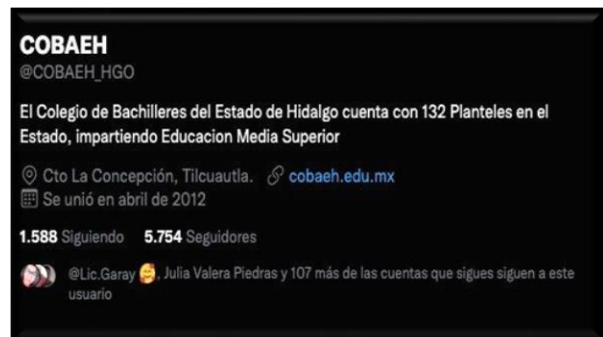 COBAEH
@COBAEH_HGO
El Colegio de Bachilleres del Estado de Hidalgo cuenta con 132 Planteles en el
Estado, impartiendo Educacion Media Superior
Cto La Concepción, Tilcuautla. cobaeh.edu.mx
Se unió en abril de 2012
1.588 Siguiendo 5.754 Seguidores
@Lic.Garay 🥰, Julia Valera Piedras y 107 más de las cuentas que sigues siguen a este
usuario